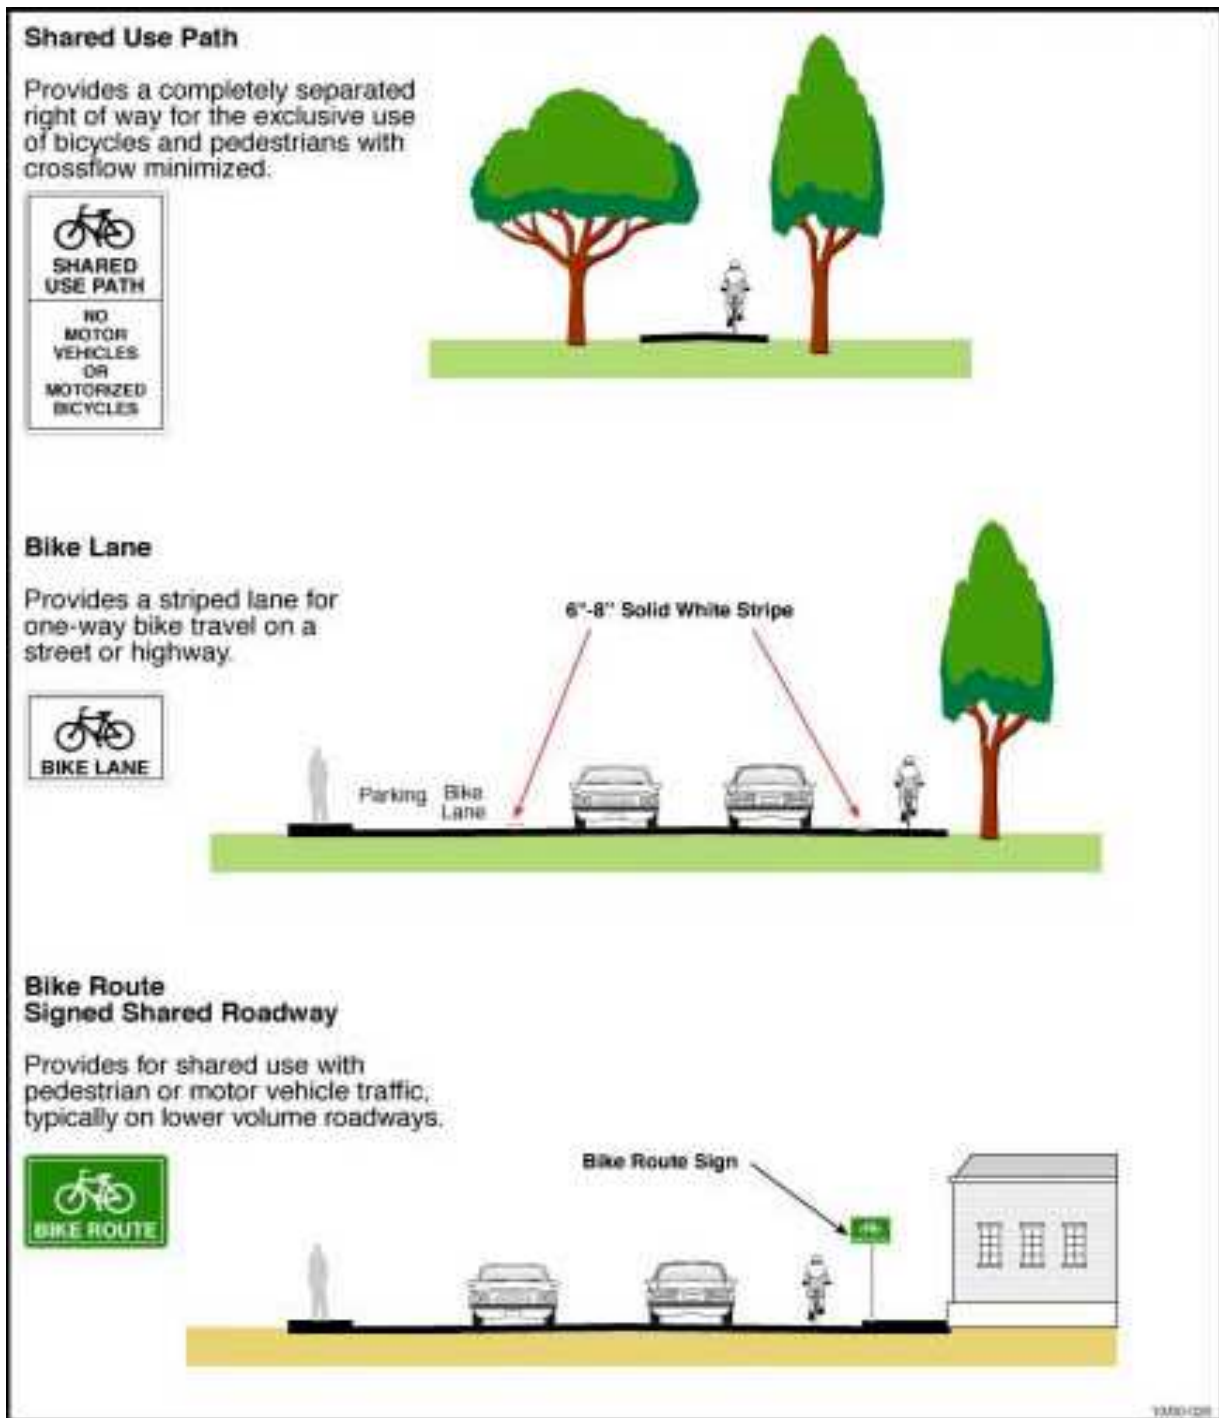 Shared Use Path
Provides a completely separated
right of way for the exclusive use
of bicycles and pedestrians with
crossflow minimized.
SHARED
USE PATH
NO
MOTOR
VEHICLES
OR
MOTORIZED
BICYCLES
Bike Lane
Provides a striped lane for
one-way bike travel on a
street or highway.
6"-8" Solid White Stripe
BIKE LANE
Parking
Bike
Lane
Bike Route
Signed Shared Roadway
Provides for shared use with
pedestrian or motor vehicle traffic,
typically on lower volume roadways.
Bike Route Sign
BIKE ROUTE